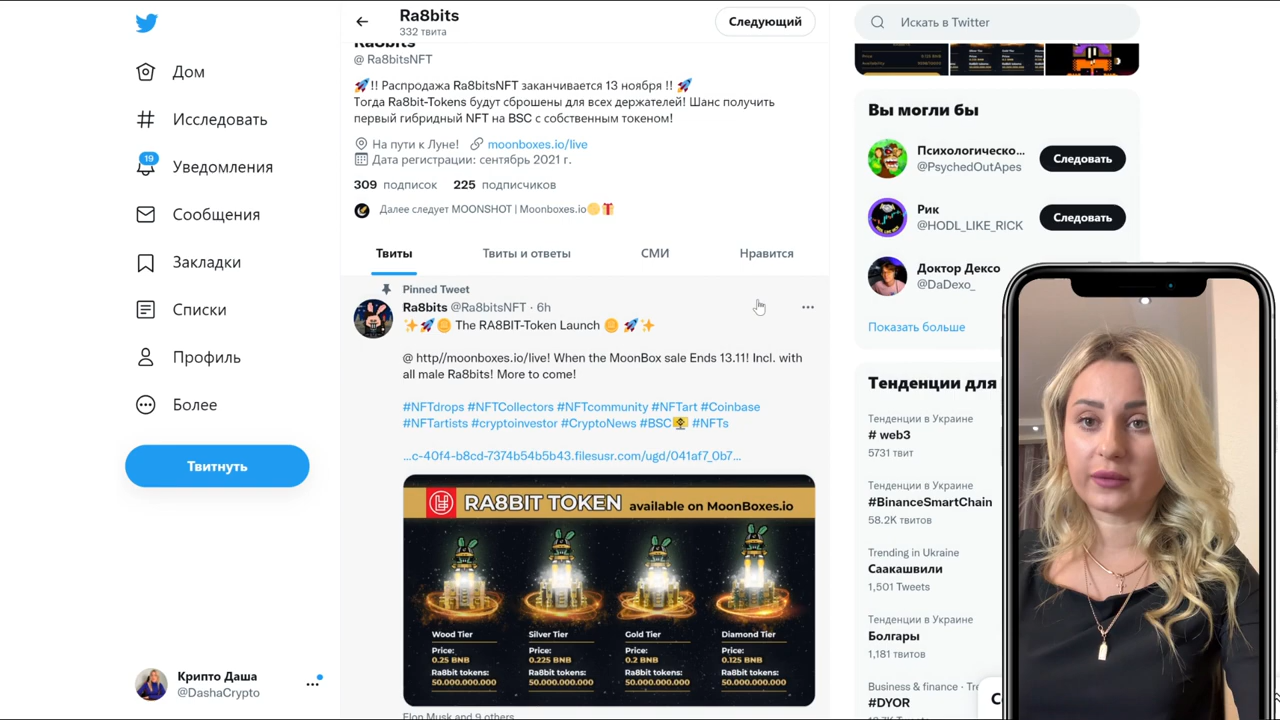 Ra8bits
332 твита
Следующий
Искать в Twitter
Дом
Исследовать
19
Уведомления
Сообщения
Закладки
Списки
Профиль
Более
Твитнуть
Крипто Даша
@DashaCrypto
Ra8bits
@ Ra8bitsNFT
🚀!! Распродажа Ra8bitsNFT заканчивается 13 ноября !! 🚀
Тогда Ra8bit-Tokens будут сброшены для всех держателей! Шанс получить
первый гибридный NFT на BSC с собственным токеном!
На пути к Луне! moonboxes.io/live
Дата регистрации: сентябрь 2021 г.
309 подписок 225 подписчиков
Далее следует MOONSHOT | Moonboxes.io
Твиты
Твиты и ответы
СМИ
Нравится
Pinned Tweet
Ra8bits @Ra8bitsNFT · 6h
✨🚀🪙 The RA8BIT-Token Launch 🪙 🚀✨
@ http//moonboxes.io/live! When the MoonBox sale Ends 13.11! Incl. with
all male Ra8bits! More to come!
#NFTdrops #NFTCollectors #NFTcommunity #NFTart #Coinbase
#NFTartists #cryptoinvestor #CryptoNews #BSC #NFTs
...c-40f4-b8cd-7374b54b5b43.filesusr.com/ugd/041af7_0b7...
RA8BIT TOKEN available on MoonBoxes.io
Wood Tier
Price:
0.25 BNB
Ra8bit tokens:
50.000.000.000
Silver Tier
Price:
0.225 BNB
Ra8bit tokens:
50.000.000.000
Gold Tier
Price:
0.2 BNB
Ra8bit tokens:
50.000.000.000
Diamond Tier
Price:
0.125 BNB
Ra8bit tokens:
50.000.000.000
Elon Musk and 9 others
Вы могли бы
Психологическо...
@PsychedOutApes
Следовать
Рик
@HODL_LIKE_RICK
Следовать
Доктор Дексо
@DaDexo_
Показать больше
Тенденции для
Тенденции в Украине
# web3
5731 твит
Тенденции в Украине
#BinanceSmartChain
58.2K твитов
Trending in Ukraine
Саакашвили
1,501 Tweets
Тенденции в Украине
Болгары
1,181 твитов
Business & finance · Tre
#DYOR